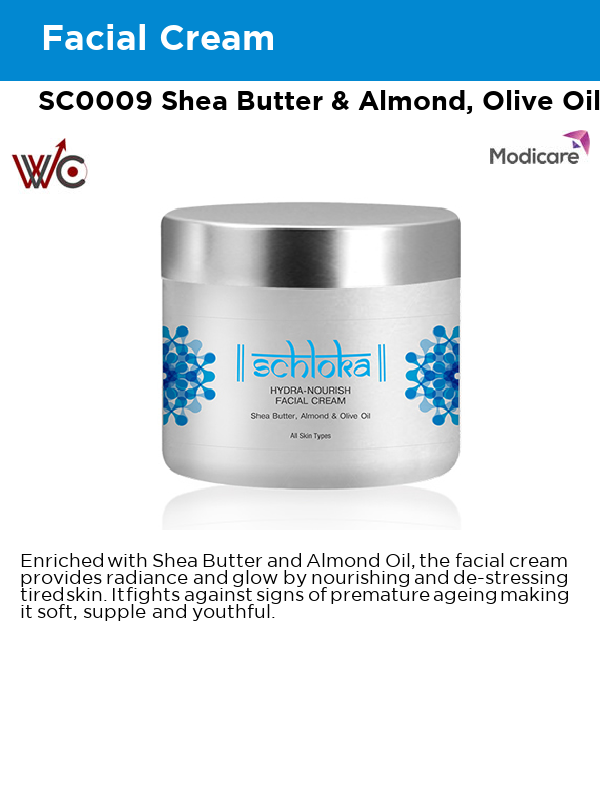 Facial Cream
SC0009 Shea Butter & Almond, Olive Oil
WC
Modicare
schloka
HYDRA-NOURISH
FACIAL CREAM
Shea Butter, Almond & Olive Oil
All Skin Types
Enriched with Shea Butter and Almond Oil, the facial cream
provides radiance and glow by nourishing and de-stressing
tired skin. It fights against signs of premature ageing making
it soft, supple and youthful.